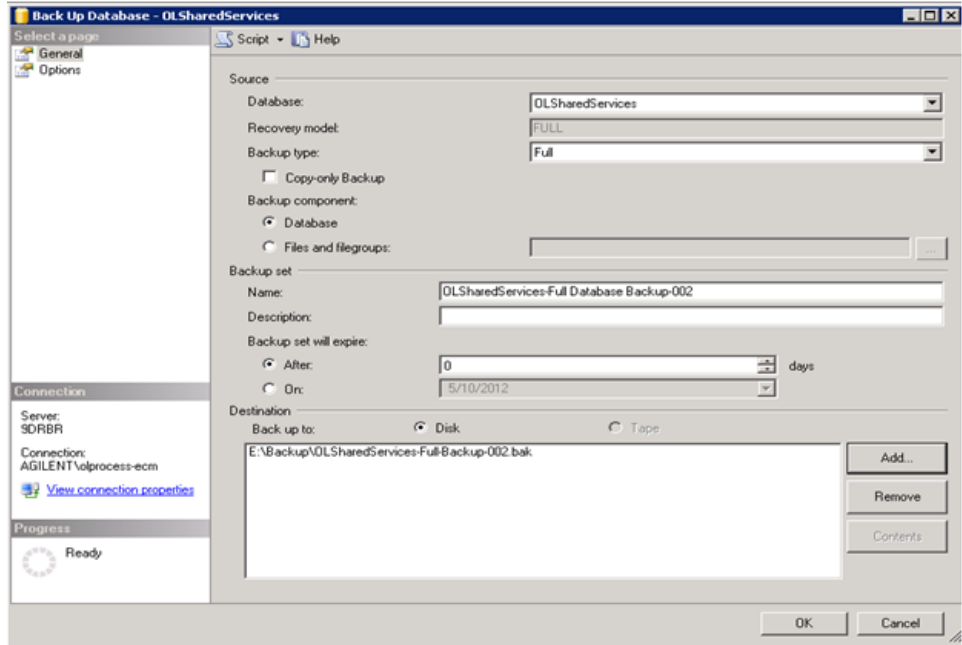 Back Up Database - OLSharedServices
Select a page
General
Options
Script Help
Source
Database: OLSharedServices
Recovery model: FULL
Backup type: Full
Copy-only Backup
Backup component:
Database
Files and filegroups: ...
Backup set
Name: OLSharedServices-Full Database Backup-002
Description:
Backup set will expire:
After: 0 days
On: 5/10/2012
Destination
Back up to: Disk Tape
E:\Backup\OLSharedServices-Full-Backup-002.bak
Add...
Remove
Contents
Connection
Server:
9DRBR
Connection:
AGILENT\olprocess-ecm
View connection properties
Progress
Ready
OK Cancel